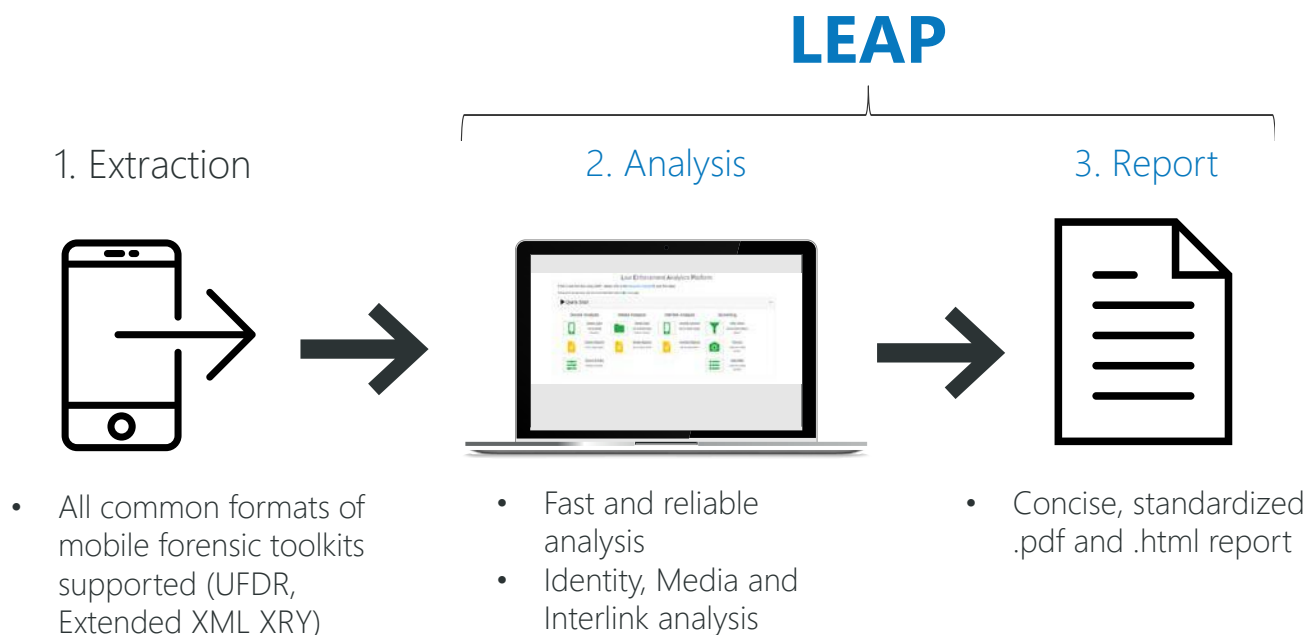 LEAP
1. Extraction
2. Analysis
3. Report
Law Enforcement Analytics Platform
Quick Start
• All common formats of
mobile forensic toolkits
supported (UFDR,
Extended XML XRY)
• Fast and reliable
analysis
• Identity, Media and
Interlink analysis
• Concise, standardized
.pdf and .html report